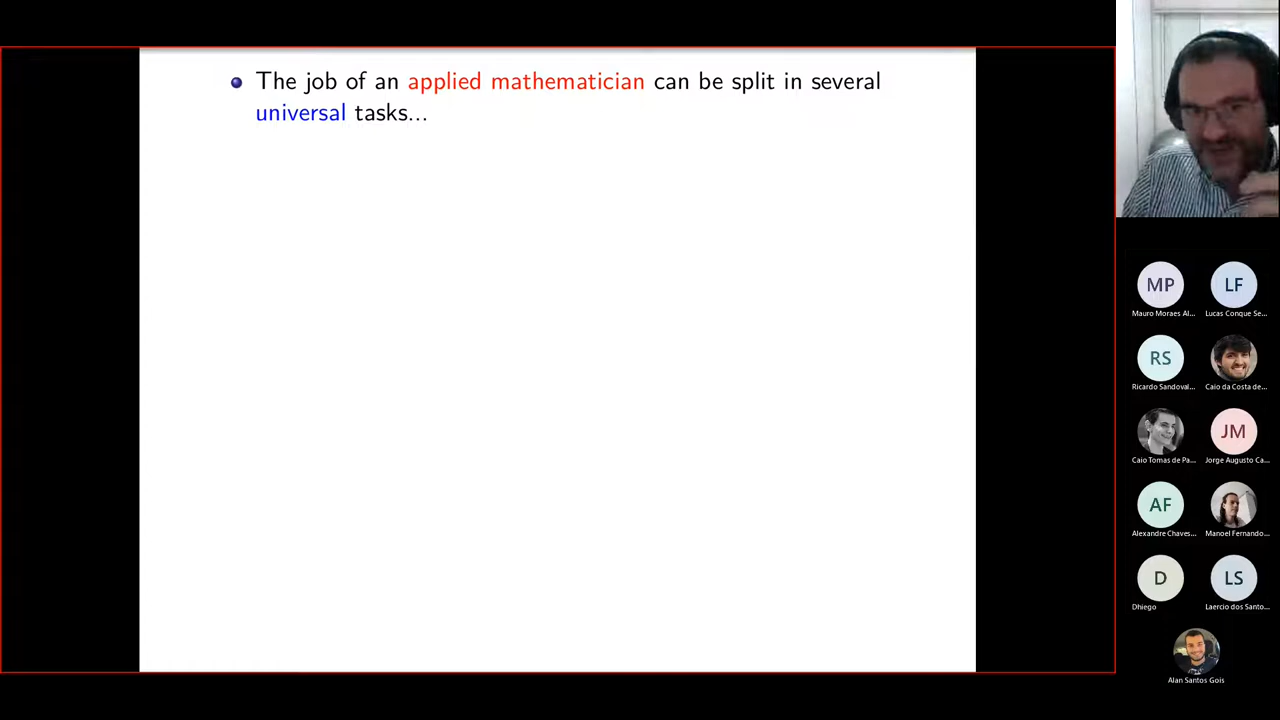 The job of an applied mathematician can be split in several
universal tasks...
MP
LF
Mauro Moraes Al...
Lucas Conque Se...
RS
Ricardo Sandoval...
Caio da Costa de...
JM
Caio Tomas de Pa...
Jorge Augusto Ca...
AF
Alexandre Chaves...
Manoel Fernando...
D
LS
Dhiego
Laercio dos Santo...
Alan Santos Gois